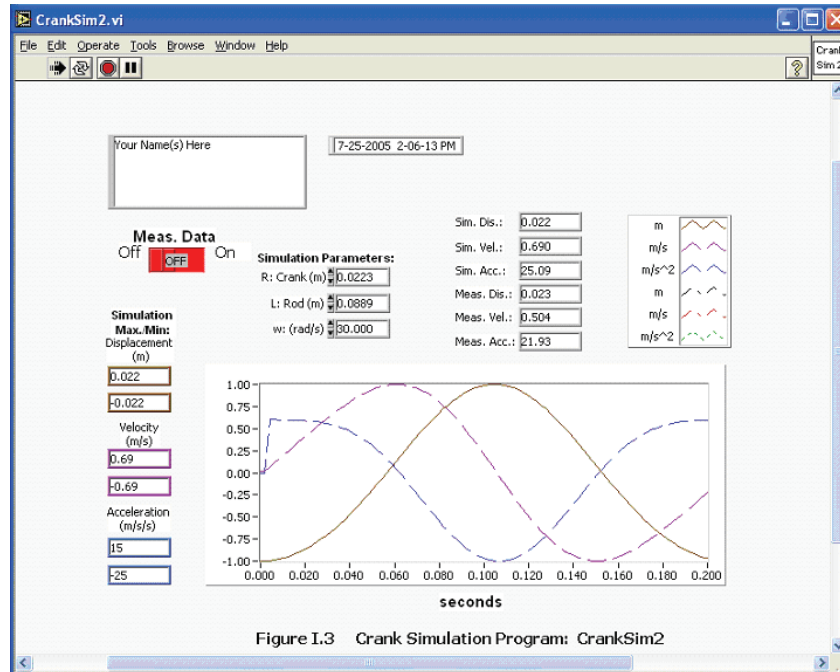 CrankSim2.vi
File Edit Operate Tools Browse Window Help
Crank
Sim 2
Your Name(s) Here
7-25-2005 2-06-13 PM
Meas. Data
Off OFF On
Simulation Parameters:
R: Crank (m) 0.0223
L: Rod (m) 0.0889
w: (rad/s) 30.000
Sim. Dis.: 0.022
Sim. Vel.: 0.690
Sim. Acc.: 25.09
Meas. Dis.: 0.023
Meas. Vel.: 0.504
Meas. Acc.: 21.93
m
m/s
m/s^2
m
m/s
m/s^2
Simulation
Max./Min:
Displacement
(m)
0.022
-0.022
Velocity
(m/s)
0.69
-0.69
Acceleration
(m/s/s)
15
-25
1.00
0.75
0.50
0.25
0.00
-0.25
-0.50
-0.75
-1.00
0.000 0.020 0.040 0.060 0.080 0.100 0.120 0.140 0.160 0.180 0.200
seconds
Figure I.3 Crank Simulation Program: CrankSim2